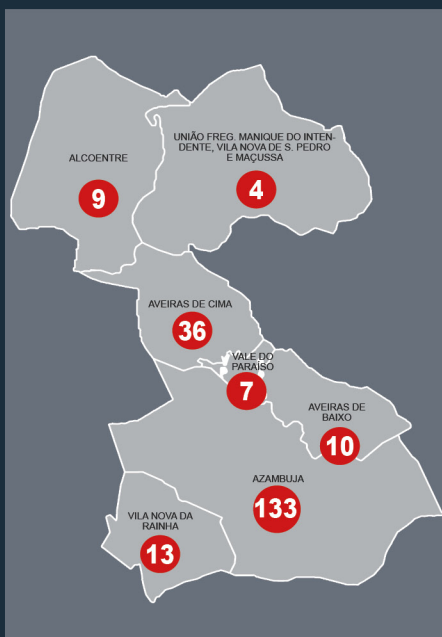 UNIÃO FREG. MANIQUE DO INTEN-
DENTE, VILA NOVA DE S. PEDRO
E MAÇUSSA
4
ALCOENTRE
9
AVEIRAS DE CIMA
36
VALE DO
PARAÍSO
7
AVEIRAS DE
BAIXO
10
AZAMBUJA
133
VILA NOVA DA
RAINHA
13